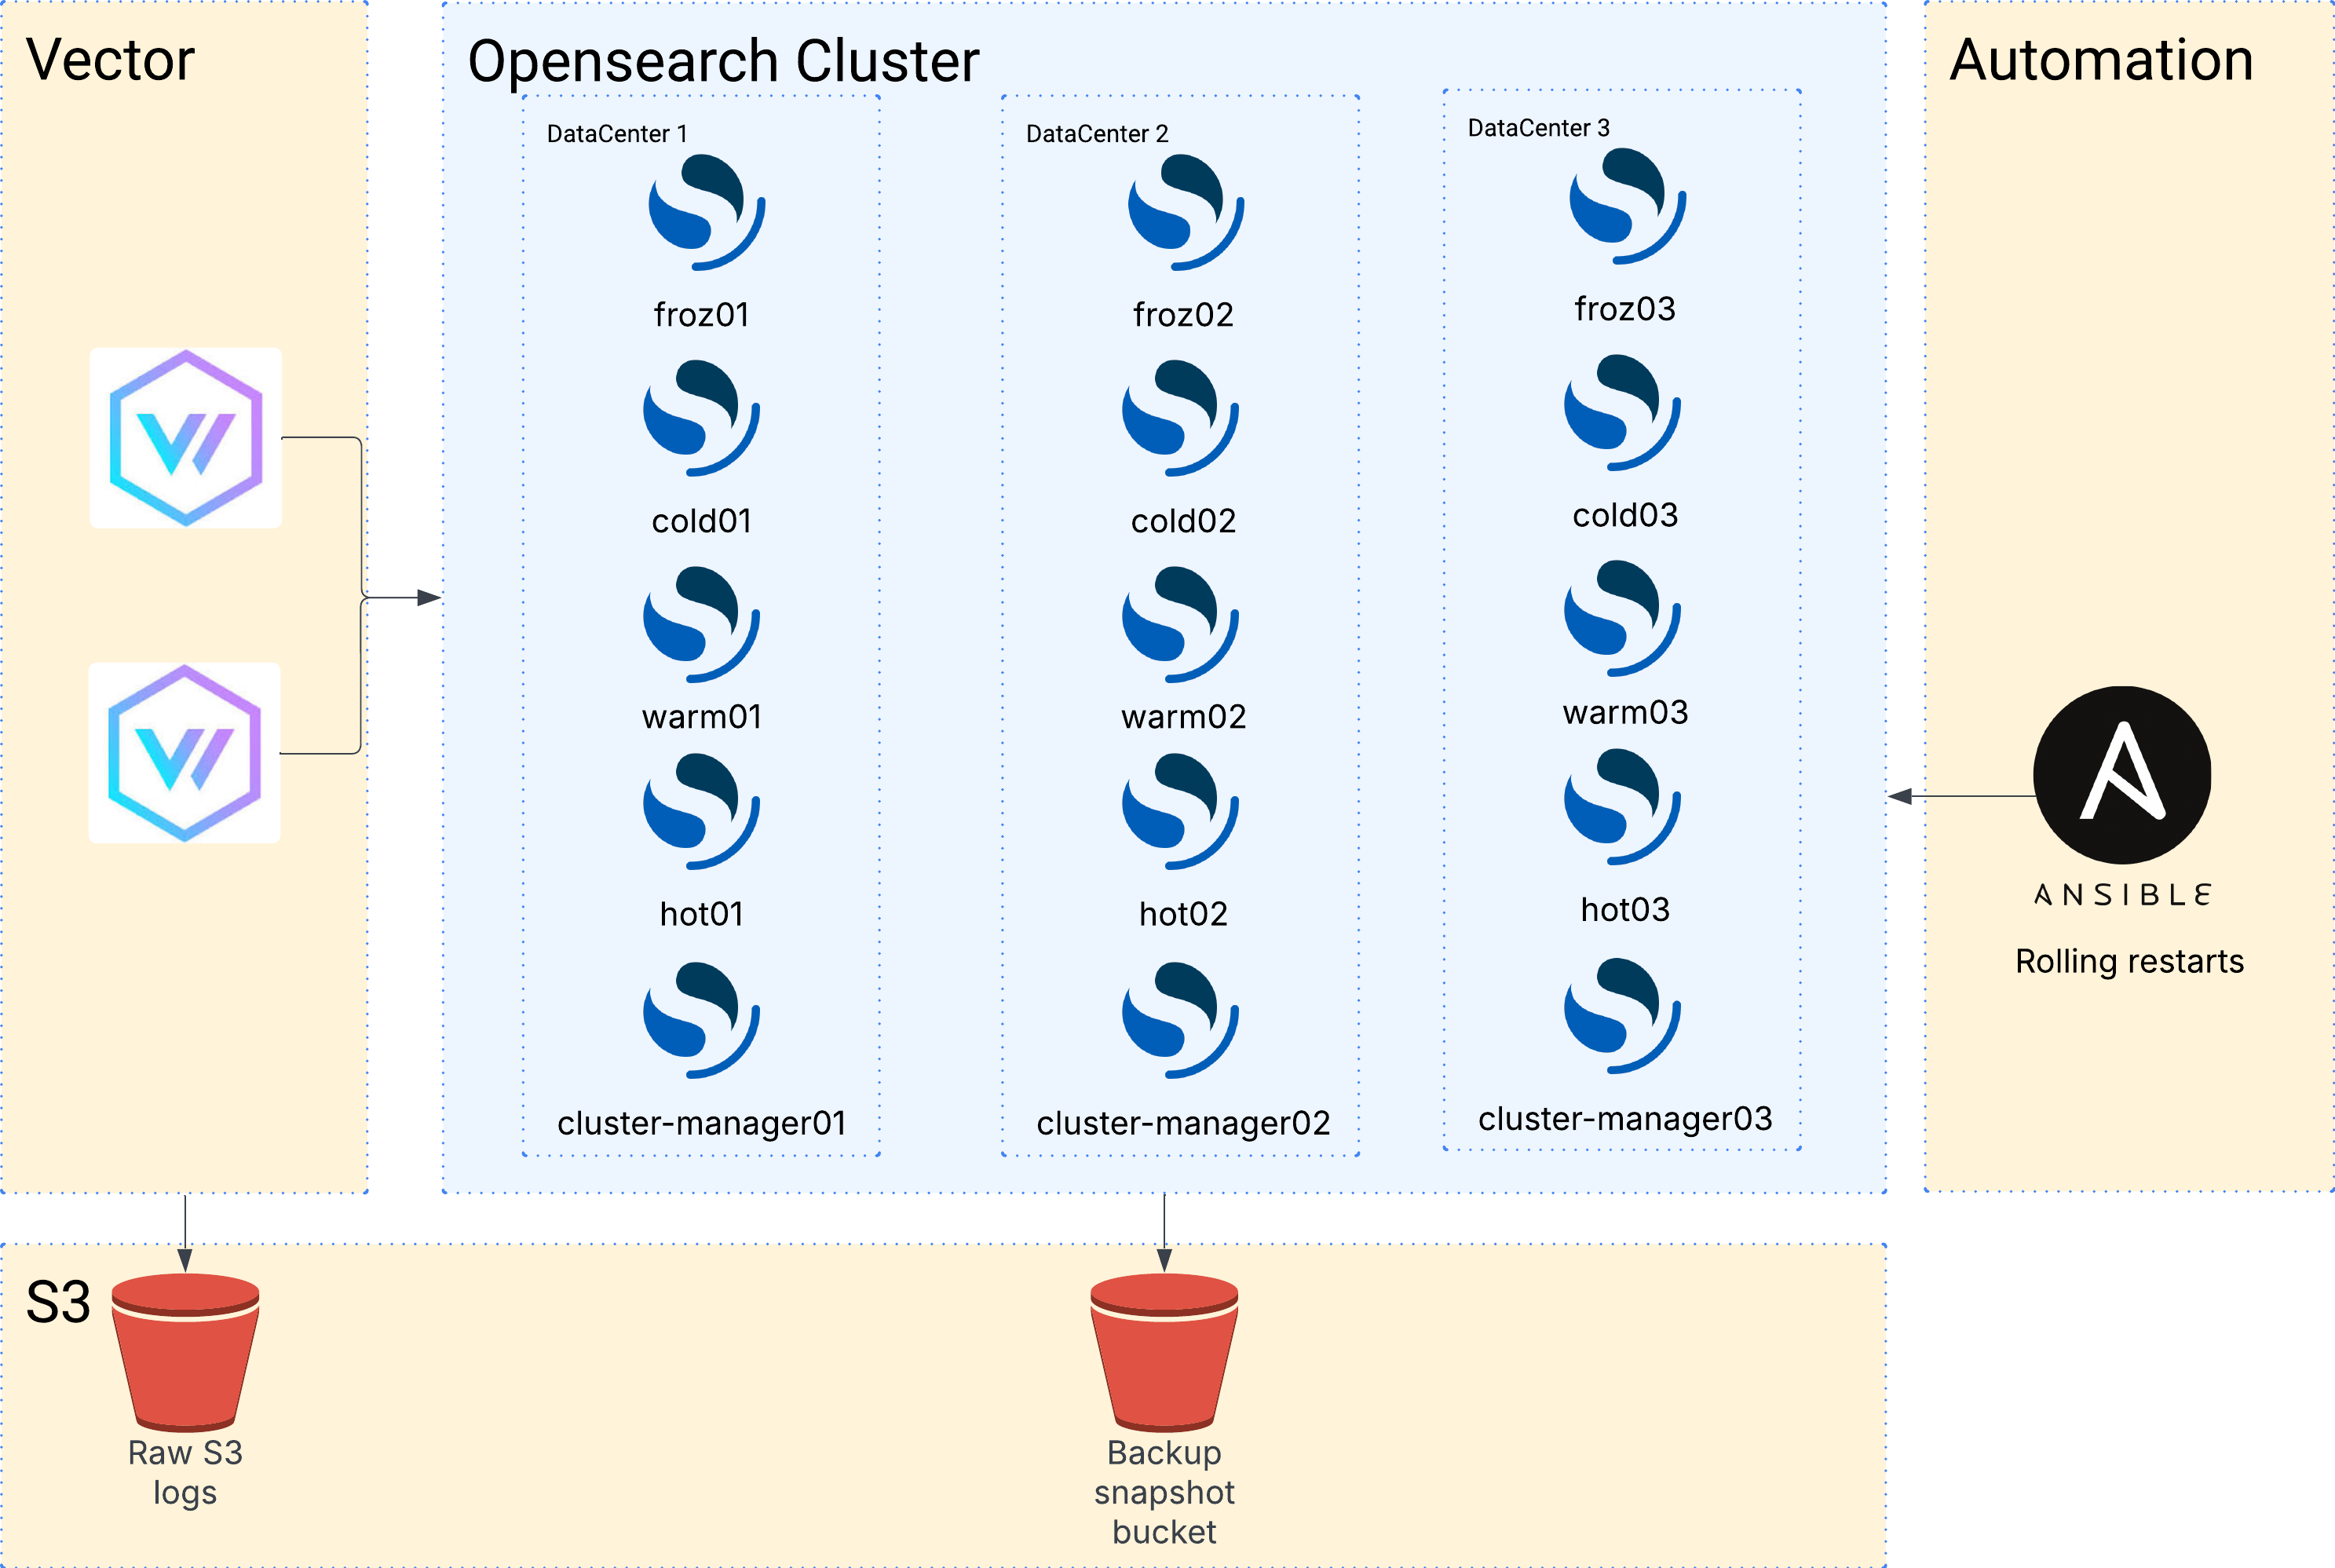 Vector
Opensearch Cluster
Automation
DataCenter 1
froz01
cold01
warm01
hot01
cluster-manager01
DataCenter 2
froz02
cold02
warm02
hot02
cluster-manager02
DataCenter 3
froz03
cold03
warm03
hot03
cluster-manager03
ANSIBLE
Rolling restarts
S3
Raw S3
logs
Backup
snapshot
bucket